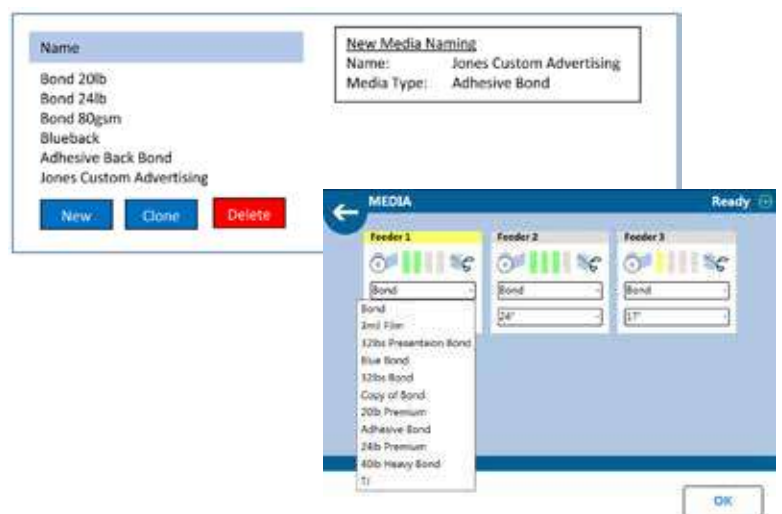 Name
Bond 20lb
Bond 24lb
Bond 80gsm
Blueback
Adhesive Back Bond
Jones Custom Advertising
New Clone Delete
New Media Naming
Name: Jones Custom Advertising
Media Type: Adhesive Bond
MEDIA Ready
Feeder 1 Feeder 2 Feeder 3
Bond Bond Bond
24" 17"
Bond
3mil Film
32lbs Presentaion Bond
Blue Bond
32lbs Bond
Copy of Bond
20lb Premium
Adhesive Bond
24lb Premium
40lb Heavy Bond
OK